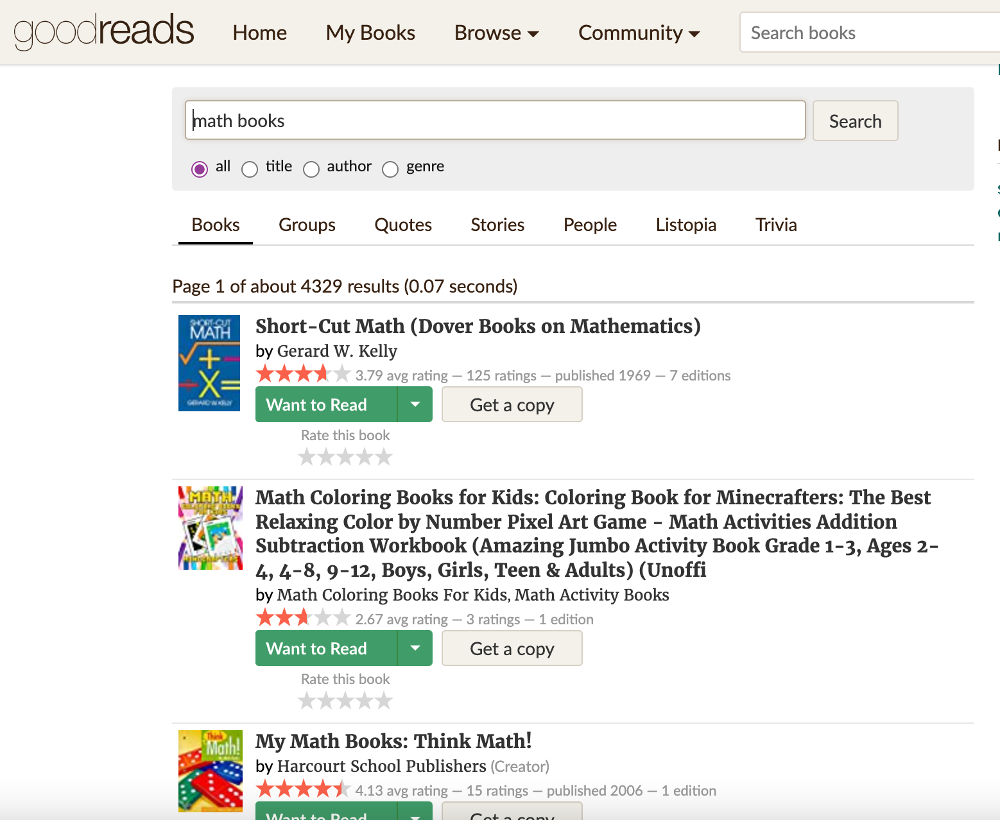 goodreads
Home My Books Browse Community Search books
math books Search
all title author genre
Books Groups Quotes Stories People Listopia Trivia
Page 1 of about 4329 results (0.07 seconds)
SHORT-CUT
MATH
GERARD W. KELLY
Short-Cut Math (Dover Books on Mathematics)
by Gerard W. Kelly
3.79 avg rating — 125 ratings — published 1969 — 7 editions
Want to Read Get a copy
Rate this book
MATH
Math Coloring Books for Kids: Coloring Book for Minecrafters: The Best
Relaxing Color by Number Pixel Art Game - Math Activities Addition
Subtraction Workbook (Amazing Jumbo Activity Book Grade 1-3, Ages 2-
4, 4-8, 9-12, Boys, Girls, Teen & Adults) (Unoffi
by Math Coloring Books For Kids, Math Activity Books
2.67 avg rating — 3 ratings — 1 edition
Want to Read Get a copy
Rate this book
Think
Math!
My Math Books: Think Math!
by Harcourt School Publishers (Creator)
4.13 avg rating — 15 ratings — published 2006 — 1 edition
Want to Read Get a copy